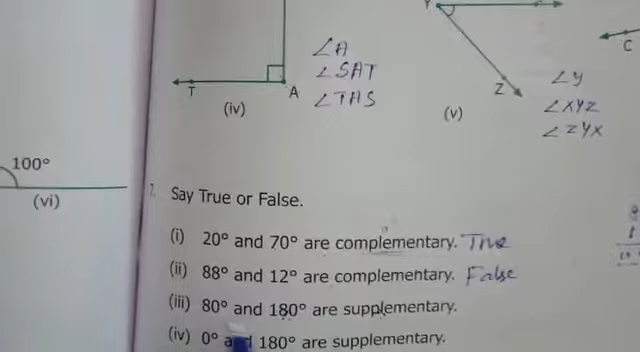 Y
∠A
∠SAT
∠TAS
T
A
(iv)
Z
(v)
∠Y
∠XYZ
∠ZYX
C
100°
(vi)
Say True or False.
(i) 20° and 70° are complementary. True
(ii) 88° and 12° are complementary. False
(iii) 80° and 180° are supplementary.
(iv) 0° and 180° are supplementary.